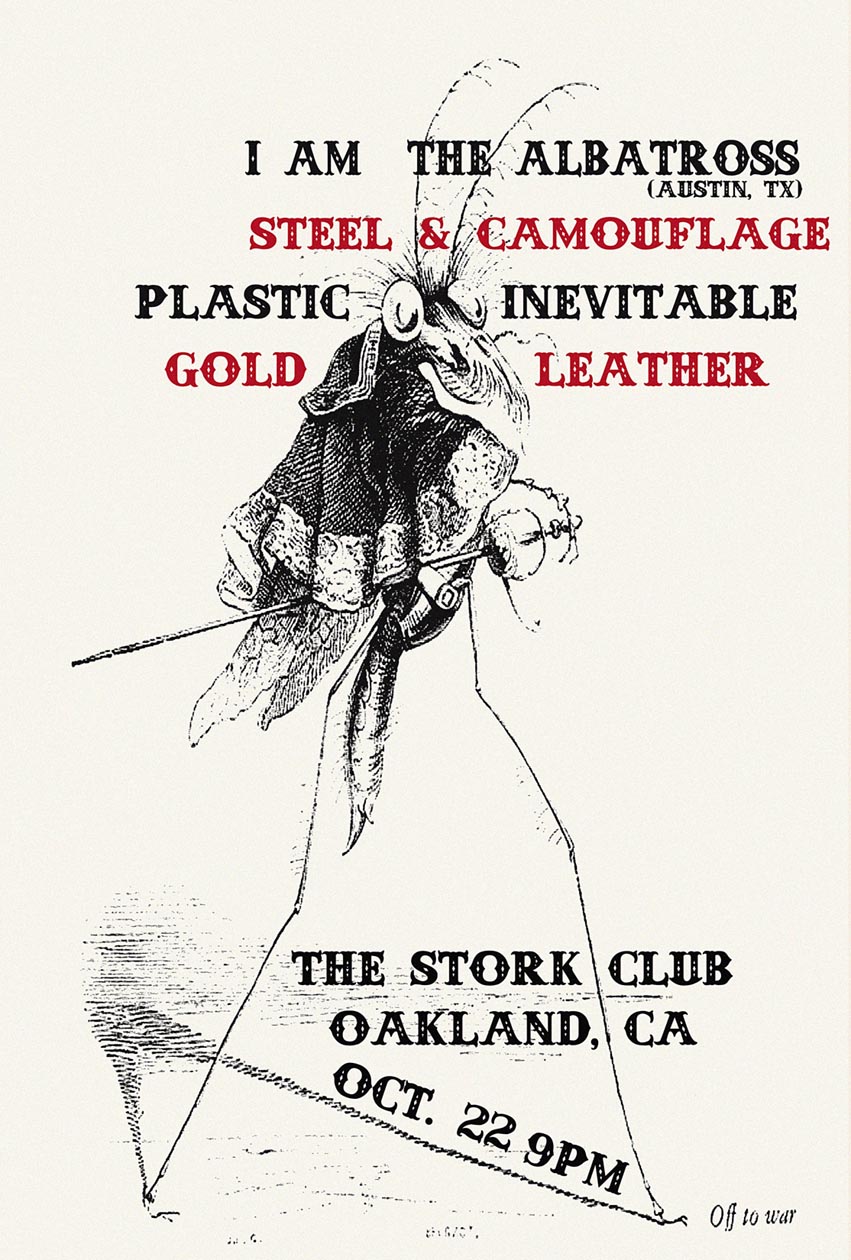 I AM THE ALBATROSS
(AUSTIN, TX)
STEEL & CAMOUFLAGE
PLASTIC INEVITABLE
GOLD LEATHER
THE STORK CLUB
OAKLAND, CA
OCT. 22 9PM
Off to war